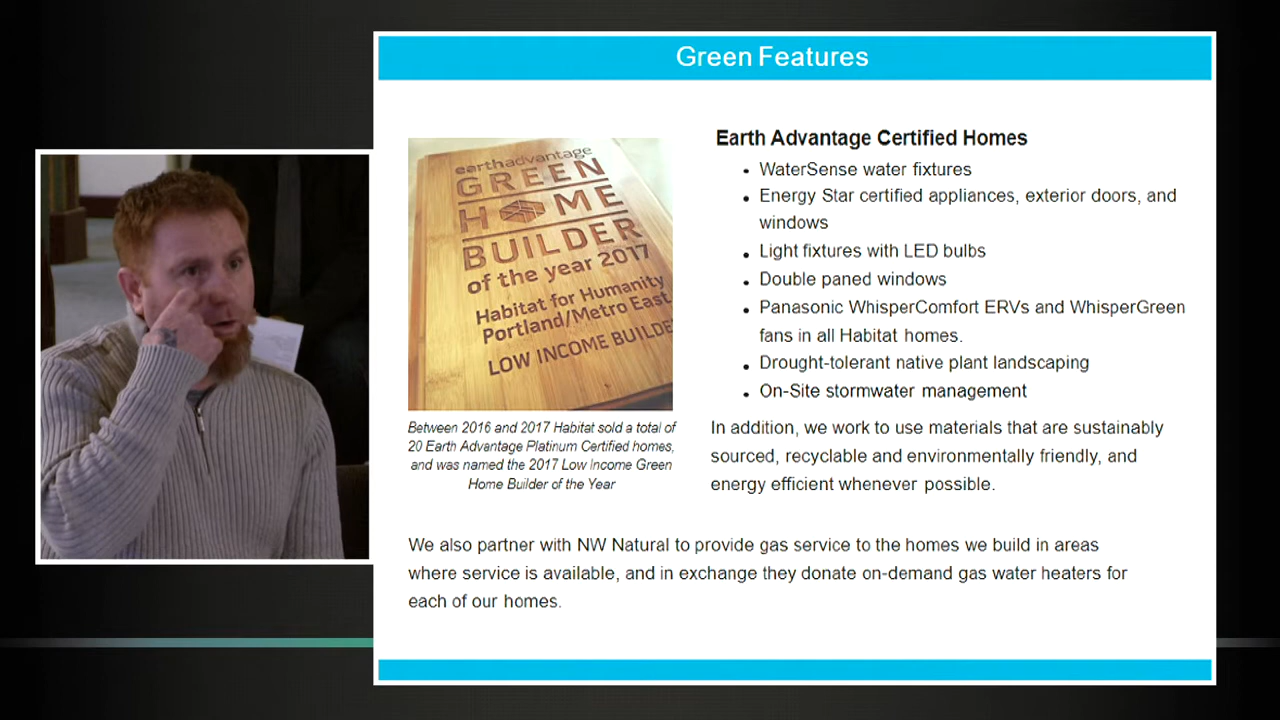 Green Features
earthadvantage
GREEN
HOME
BUILDER
of the year 2017
Habitat for Humanity
Portland/Metro East
LOW INCOME BUILDE
Between 2016 and 2017 Habitat sold a total of
20 Earth Advantage Platinum Certified homes,
and was named the 2017 Low Income Green
Home Builder of the Year
Earth Advantage Certified Homes
• WaterSense water fixtures
• Energy Star certified appliances, exterior doors, and
windows
• Light fixtures with LED bulbs
• Double paned windows
• Panasonic WhisperComfort ERVs and WhisperGreen
fans in all Habitat homes.
• Drought-tolerant native plant landscaping
• On-Site stormwater management
In addition, we work to use materials that are sustainably
sourced, recyclable and environmentally friendly, and
energy efficient whenever possible.
We also partner with NW Natural to provide gas service to the homes we build in areas
where service is available, and in exchange they donate on-demand gas water heaters for
each of our homes.